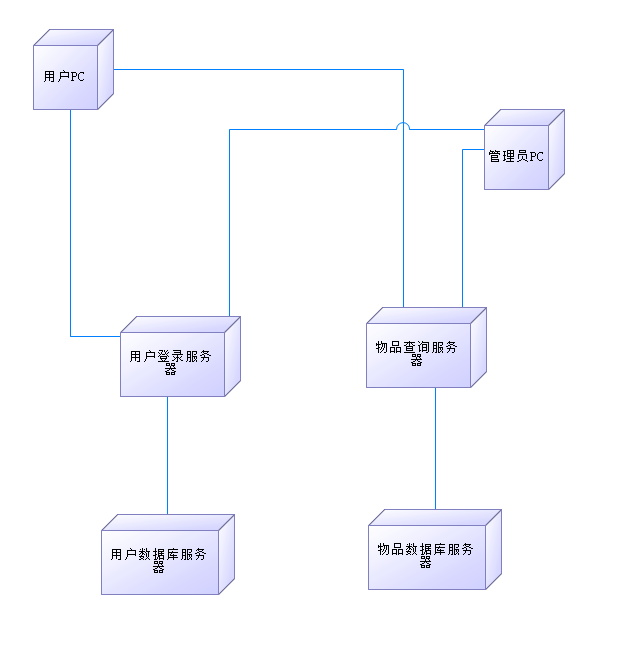 用户PC
管理员PC
用户登录服务
器
物品查询服务
器
用户数据库服务
器
物品数据库服务
器